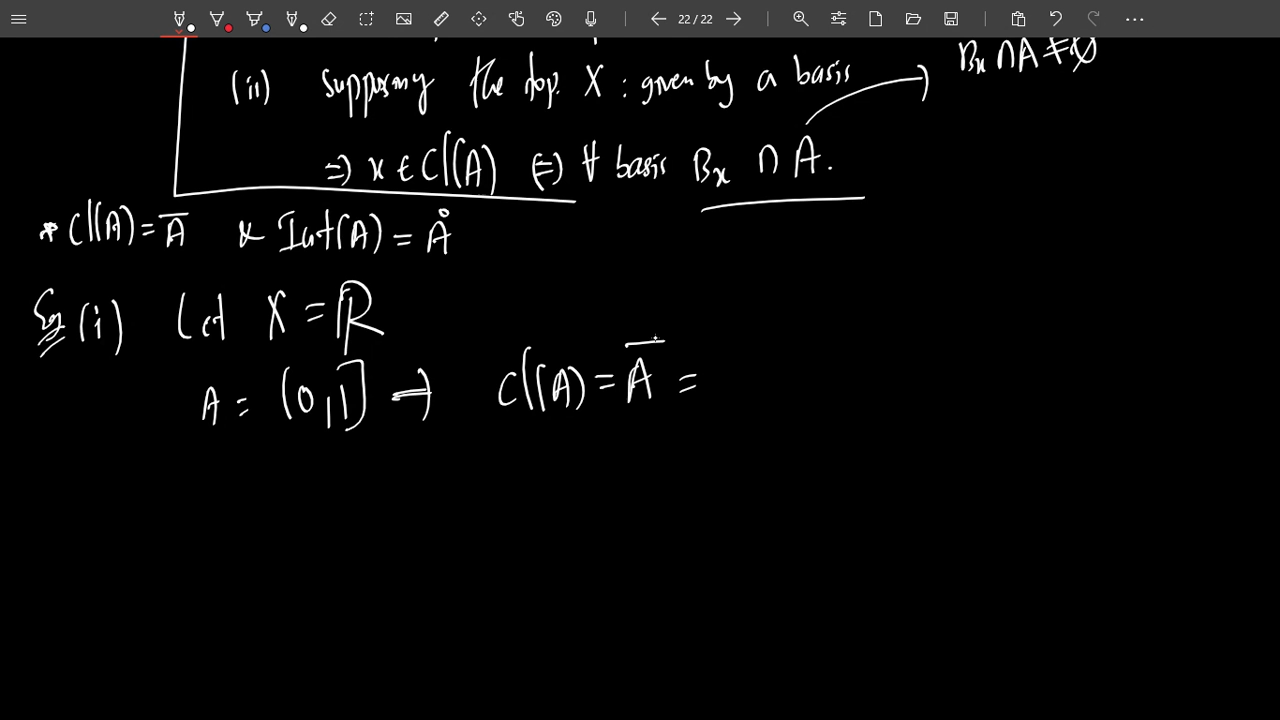 22 / 22
Bx ∩ A ≠ ∅
(ii) Supposing the top. X : given by a basis
⇒ x ∈ Cl(A) ⇔ ∀ basis Bx ∩ A.
* Cl(A) = A̅ & Int(A) = Å
Eg (i) Let X = ℝ
A = (0,1] ⇒ Cl(A) = A̅ =